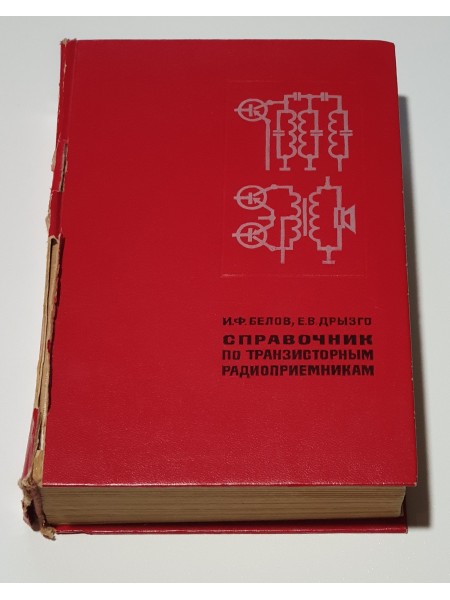 И.Ф.БЕЛОВ, Е.В.ДРЫЗГО
СПРАВОЧНИК
ПО ТРАНЗИСТОРНЫМ
РАДИОПРИЕМНИКАМ